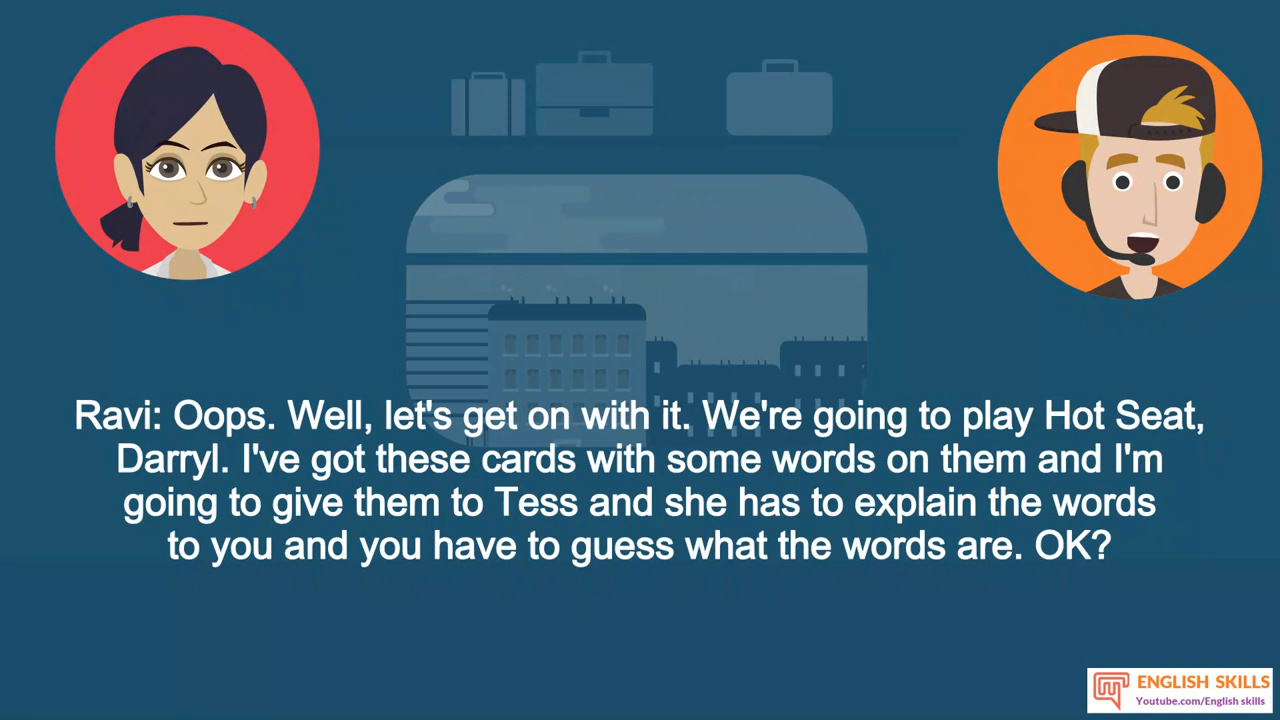 Ravi: Oops. Well, let's get on with it. We're going to play Hot Seat,
Darryl. I've got these cards with some words on them and I'm
going to give them to Tess and she has to explain the words
to you and you have to guess what the words are. OK?
ENGLISH SKILLS
Youtube.com/English skills